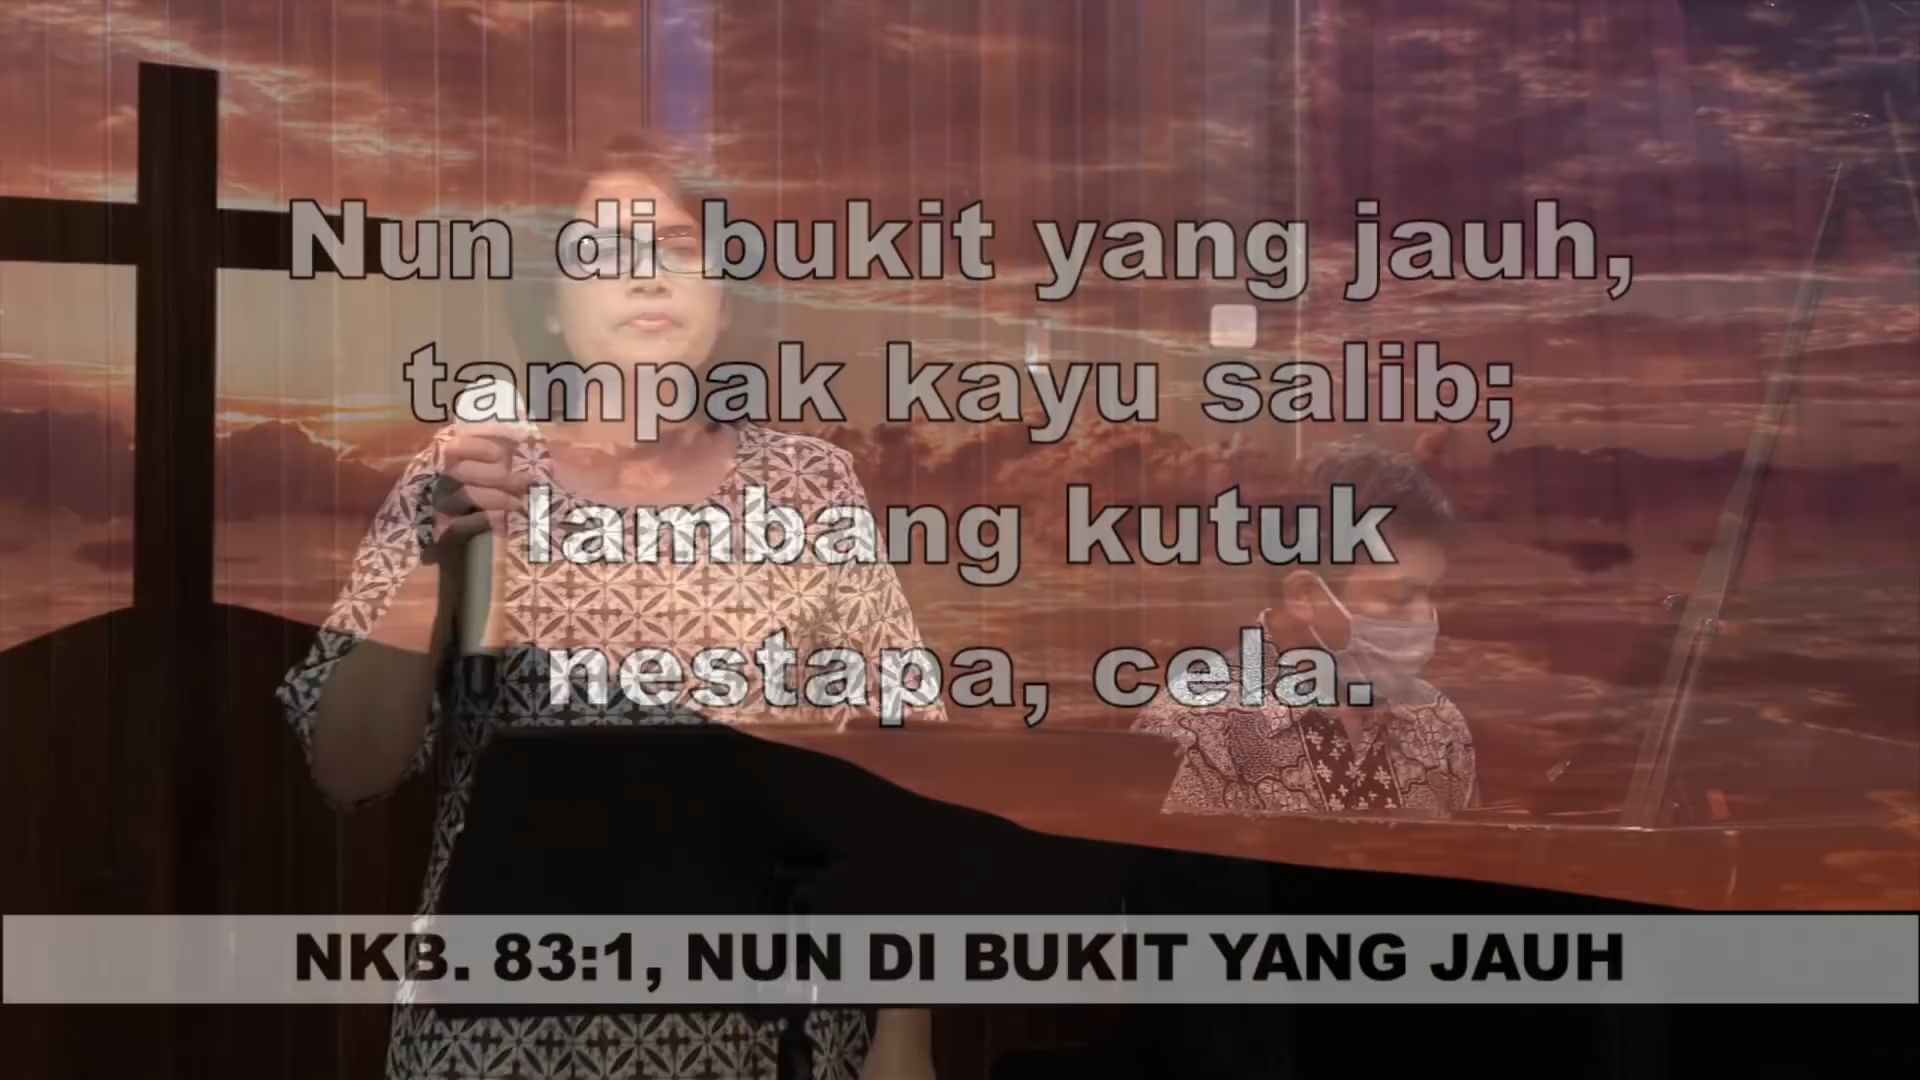 Nun di bukit yang jauh,
tampak kayu salib;
lambang kutuk
nestapa, cela.
NKB. 83:1, NUN DI BUKIT YANG JAUH